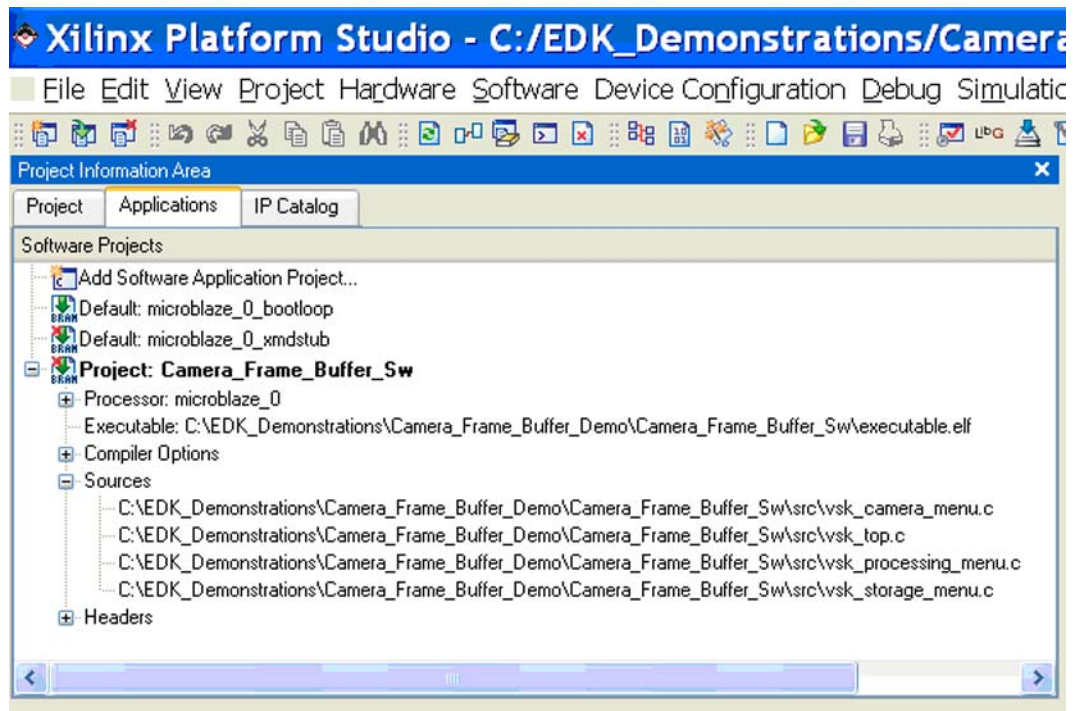 Xilinx Platform Studio - C:/EDK_Demonstrations/Camera
File Edit View Project Hardware Software Device Configuration Debug Simulatio
Project Information Area
Project Applications IP Catalog
Software Projects
Add Software Application Project...
BRAM Default: microblaze_0_bootloop
BRAM Default: microblaze_0_xmdstub
BRAM Project: Camera_Frame_Buffer_Sw
Processor: microblaze_0
Executable: C:\EDK_Demonstrations\Camera_Frame_Buffer_Demo\Camera_Frame_Buffer_Sw\executable.elf
Compiler Options
Sources
C:\EDK_Demonstrations\Camera_Frame_Buffer_Demo\Camera_Frame_Buffer_Sw\src\vsk_camera_menu.c
C:\EDK_Demonstrations\Camera_Frame_Buffer_Demo\Camera_Frame_Buffer_Sw\src\vsk_top.c
C:\EDK_Demonstrations\Camera_Frame_Buffer_Demo\Camera_Frame_Buffer_Sw\src\vsk_processing_menu.c
C:\EDK_Demonstrations\Camera_Frame_Buffer_Demo\Camera_Frame_Buffer_Sw\src\vsk_storage_menu.c
Headers